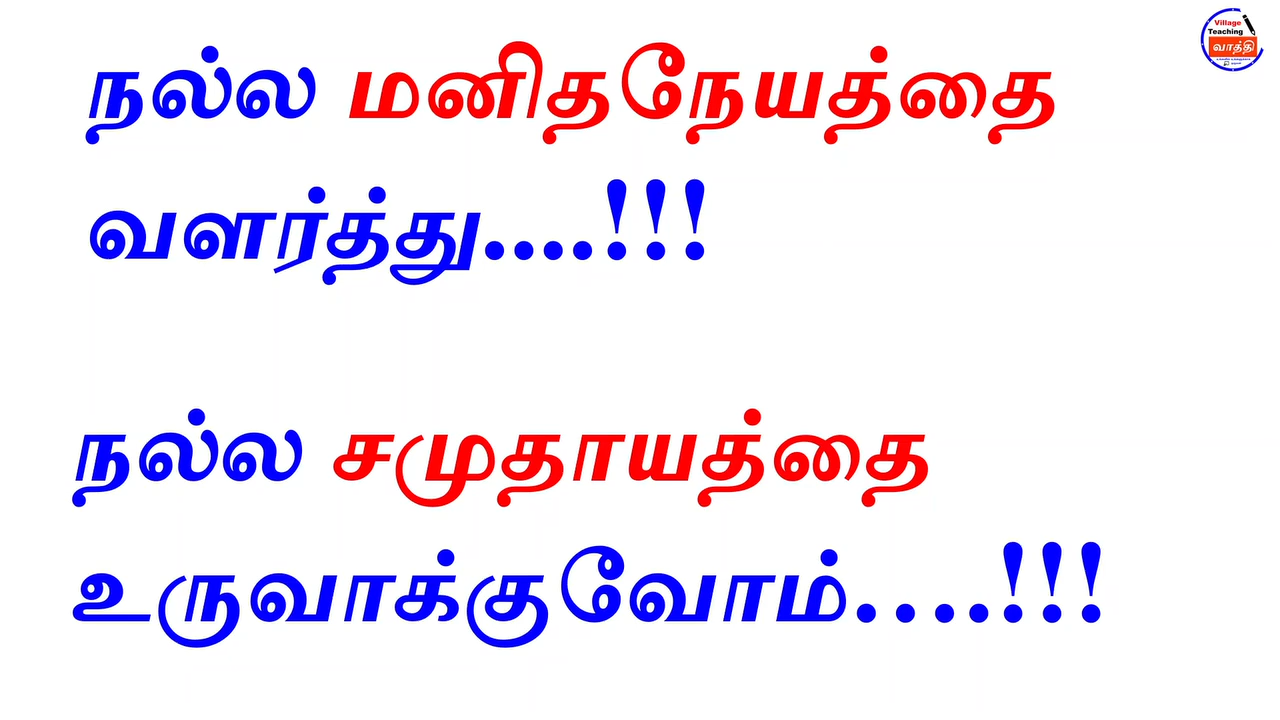 நல்ல மனிதநேயத்தை
வளர்த்து....!!!
நல்ல சமுதாயத்தை
உருவாக்குவோம்....!!!
Village
Teaching
வாத்தி